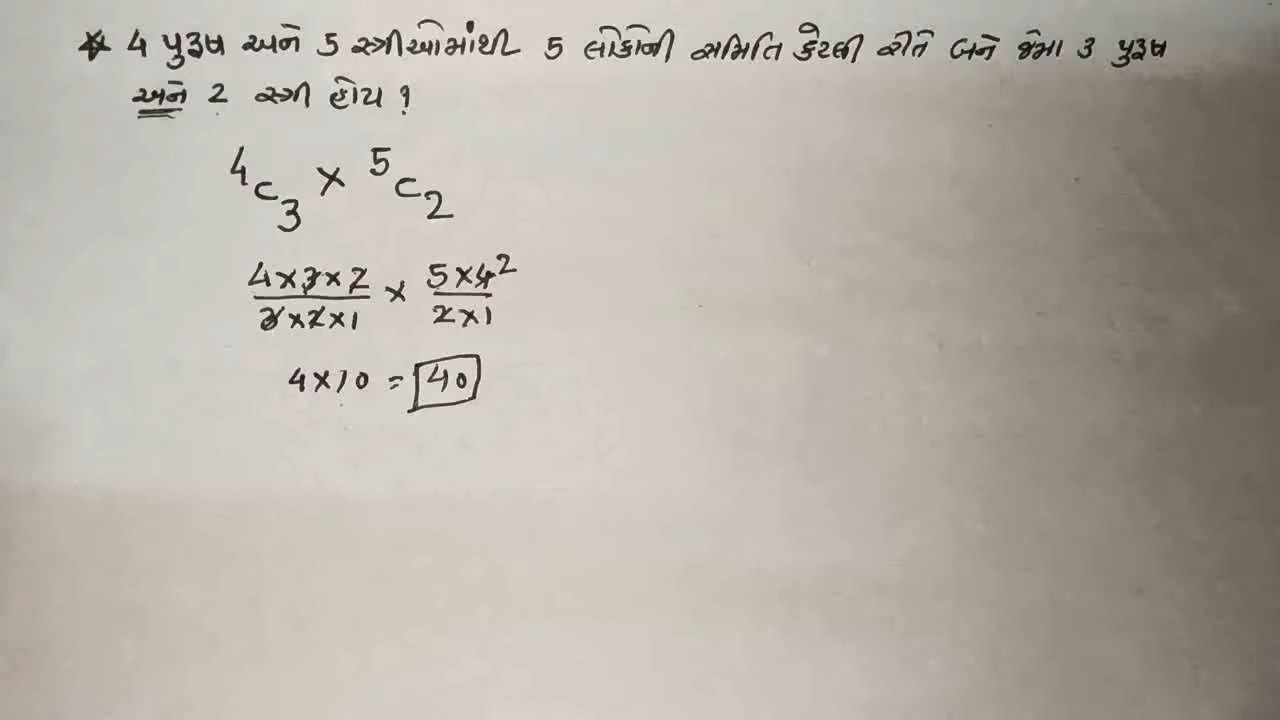 * 4 પુરૂષ અને 5 સ્ત્રીઓમાંથી 5 લોકોની સમિતિ કેટલી રીતે બને જેમા 3 પુરૂષ
અને 2 સ્ત્રી હોય ?
⁴C₃ × ⁵C₂
4×3×2 / 3×2×1 × 5×4² / 2×1
4×10 = 40